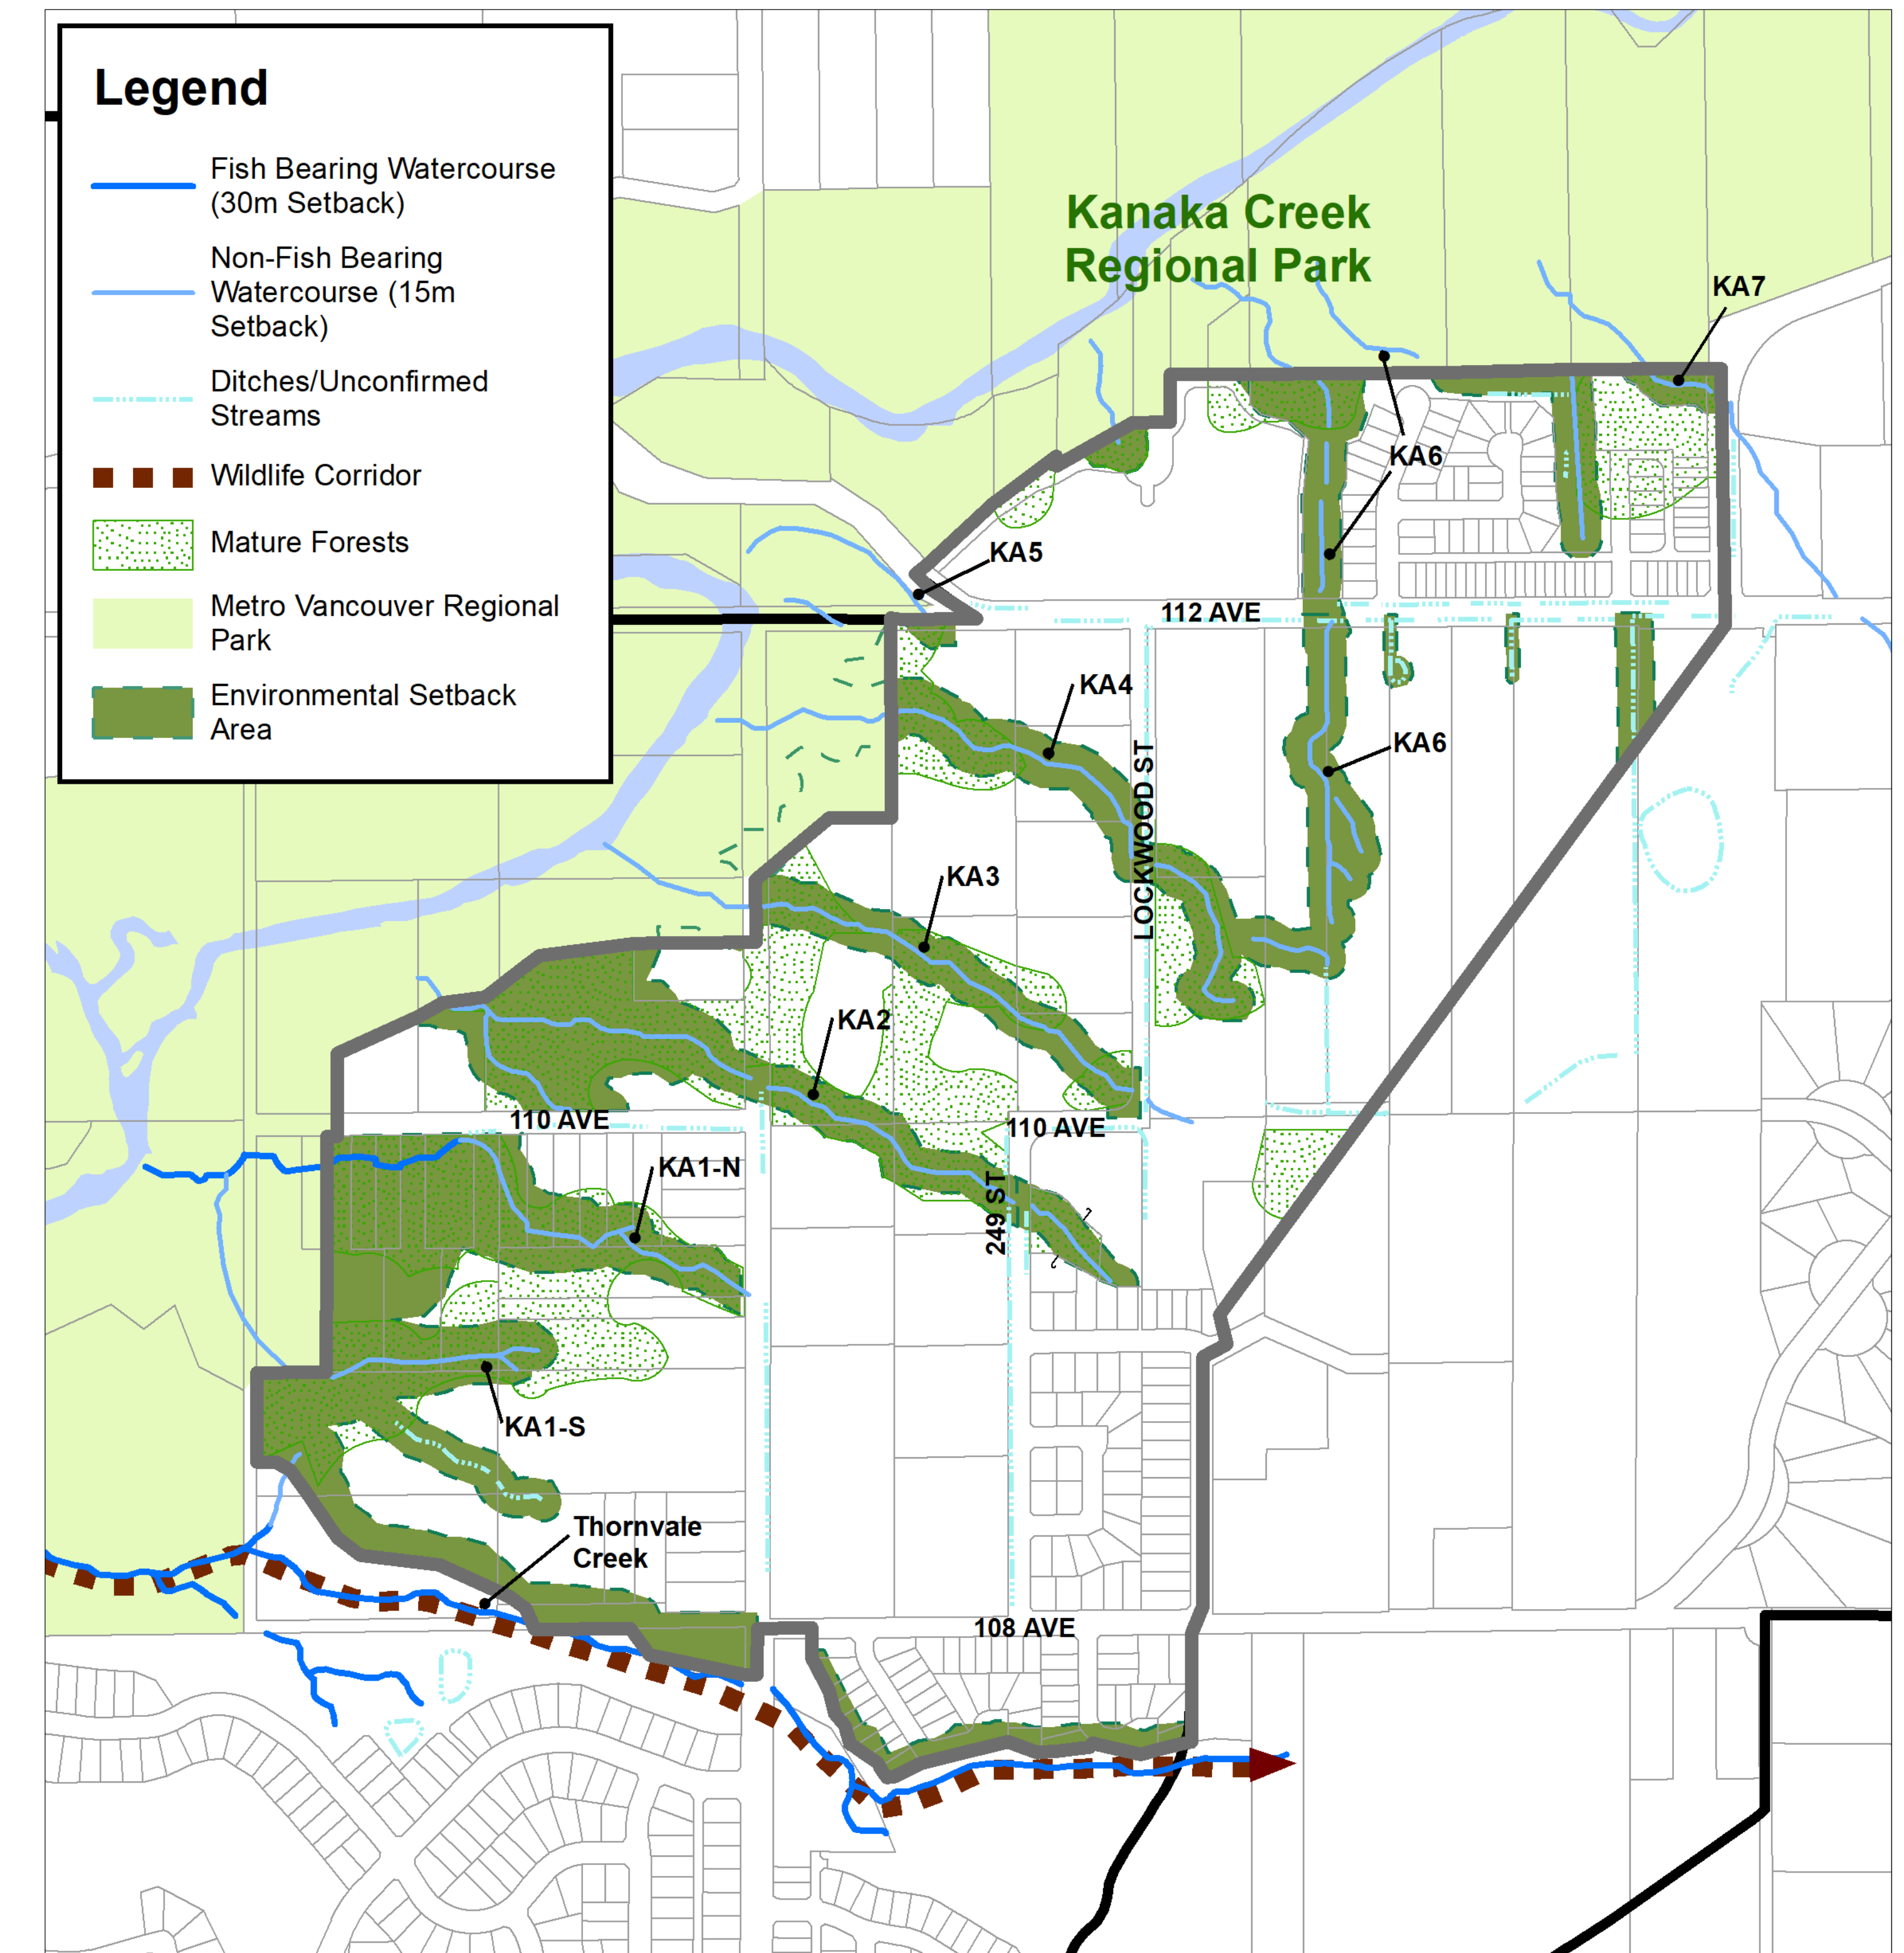 Legend
Fish Bearing Watercourse
(30m Setback)
Non-Fish Bearing
Watercourse (15m
Setback)
Ditches/Unconfirmed
Streams
Wildlife Corridor
Mature Forests
Metro Vancouver Regional
Park
Environmental Setback
Area
Kanaka Creek
Regional Park
KA7
KA6
KA5
112 AVE
KA4
LOCKWOOD ST
KA6
KA3
KA2
110 AVE
110 AVE
KA1-N
249 ST
KA1-S
Thornvale
Creek
108 AVE